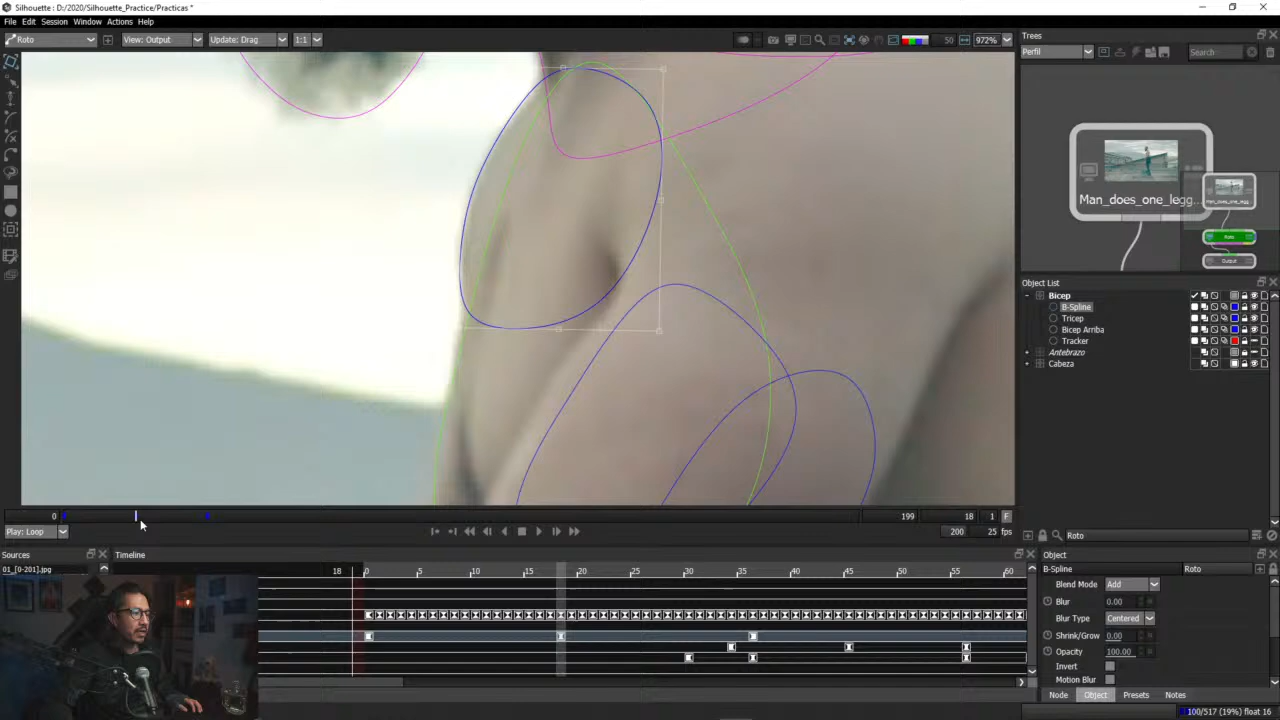 Silhouette : D:/2020/Silhouette_Practice/Practicas *
File Edit Session Window Actions Help
Roto View: Output Update: Drag 1:1 50 972%
Trees
Perfil Search
Man_does_one_legg...
Roto
Output
Object List
Bicep
B-Spline
Tricep
Bicep Arriba
Tracker
Antebrazo
Cabeza
0 199 18 1 F
Play: Loop 200 25 fps
Roto
Sources Timeline Object
01_[0-201].jpg 18 0 5 10 15 20 25 30 35 40 45 50 55 60
B-Spline Roto
Blend Mode Add
Blur 0.00
Blur Type Centered
Shrink/Grow 0.00
Opacity 100.00
Invert
Motion Blur
Node Object Presets Notes
100/517 (19%) float 16